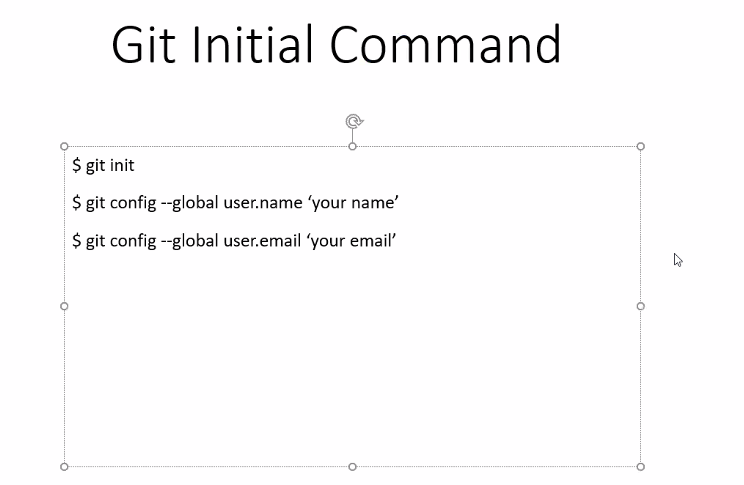 Git Initial Command
$ git init
$ git config --global user.name ‘your name’
$ git config --global user.email ‘your email’